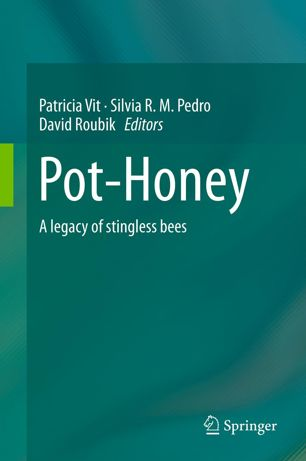 Patricia Vit · Silvia R. M. Pedro
David Roubik Editors
Pot-Honey
A legacy of stingless bees
Springer